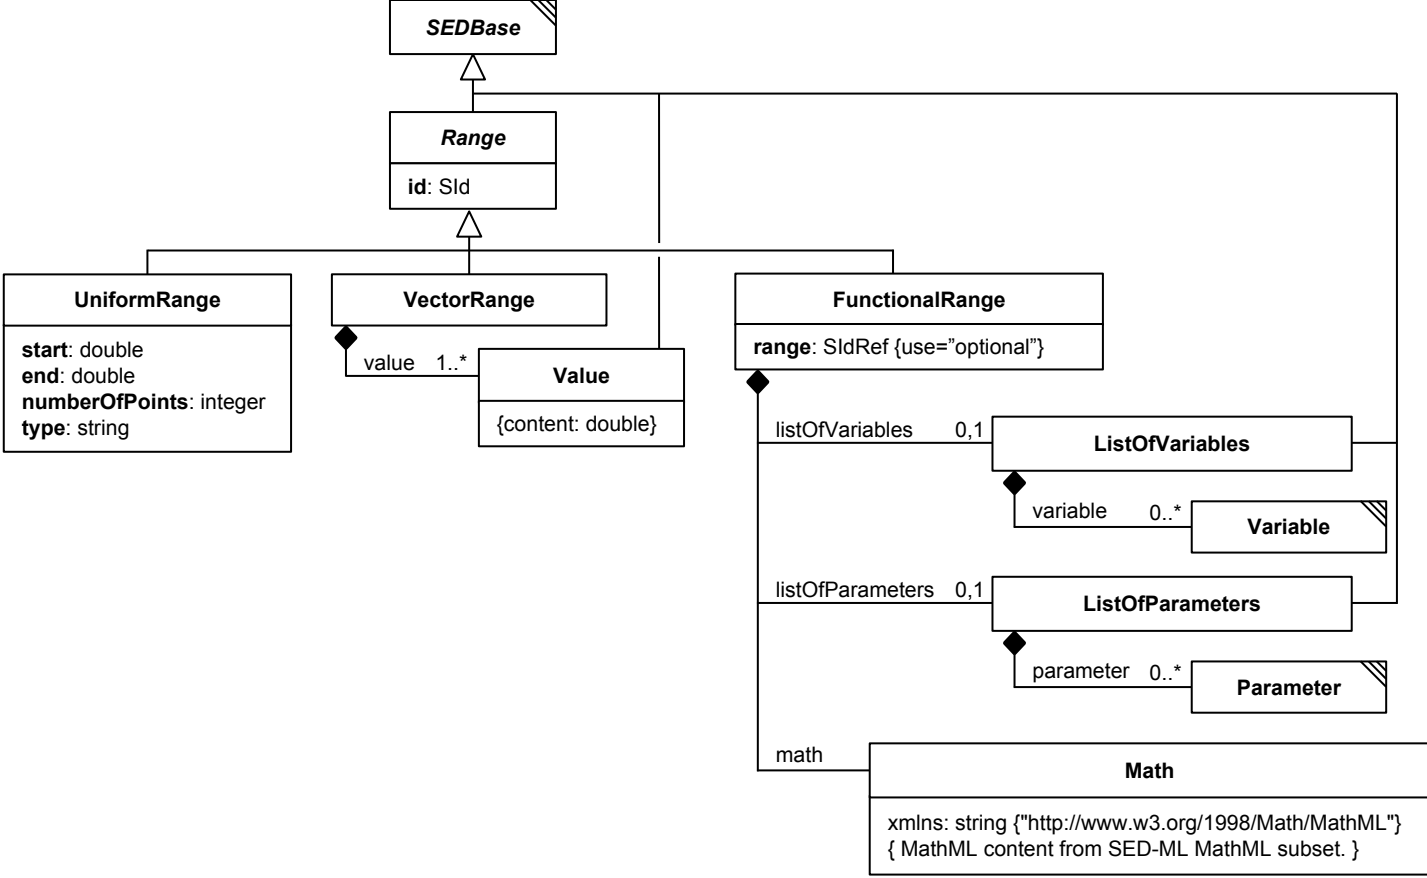 SEDBase
Range
id: SId
UniformRange
start: double
end: double
numberOfPoints: integer
type: string
VectorRange
value 1..*
Value
{content: double}
FunctionalRange
range: SIdRef {use=”optional”}
listOfVariables 0,1
ListOfVariables
variable 0..*
Variable
listOfParameters 0,1
ListOfParameters
parameter 0..*
Parameter
math
Math
xmlns: string {"http://www.w3.org/1998/Math/MathML"}
{ MathML content from SED-ML MathML subset. }